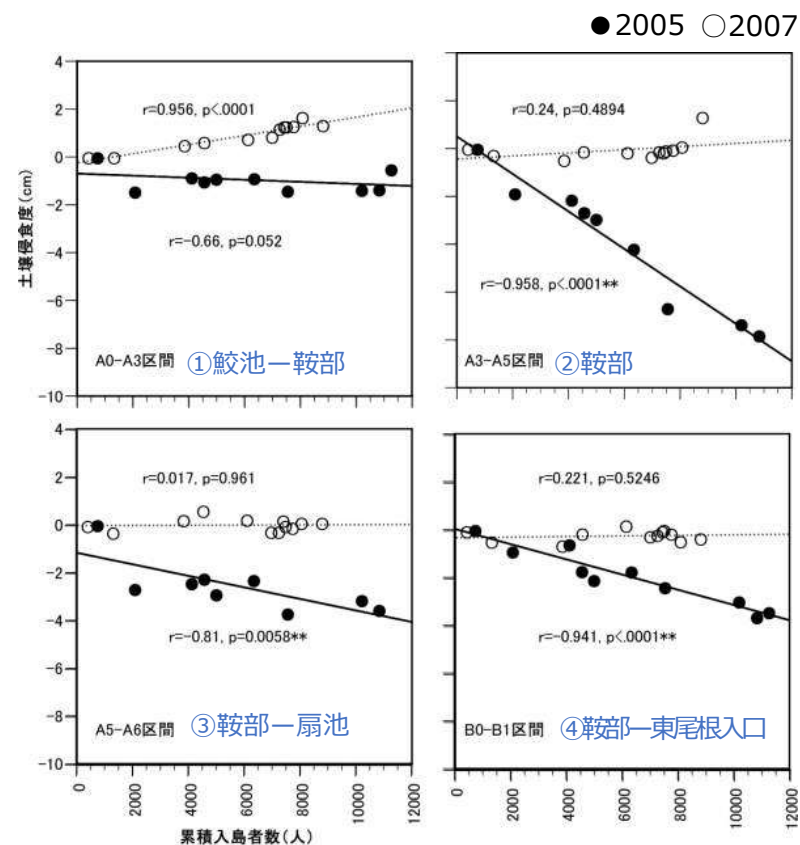 ●2005 ○2007
4
2
0
-2
-4
-6
-8
-10
土壌侵食度(cm)
r=0.956, p<.0001
r=-0.66, p=0.052
A0-A3区間 ①鮫池ー鞍部
r=0.24, p=0.4894
r=-0.958, p<.0001**
A3-A5区間 ②鞍部
4
2
0
-2
-4
-6
-8
-10
r=0.017, p=0.961
r=-0.81, p=0.0058**
A5-A6区間 ③鞍部ー扇池
0
2000
4000
6000
8000
10000
12000
累積入島者数(人)
r=0.221, p=0.5246
r=-0.941, p<.0001**
B0-B1区間 ④鞍部ー東尾根入口
0
2000
4000
6000
8000
10000
12000